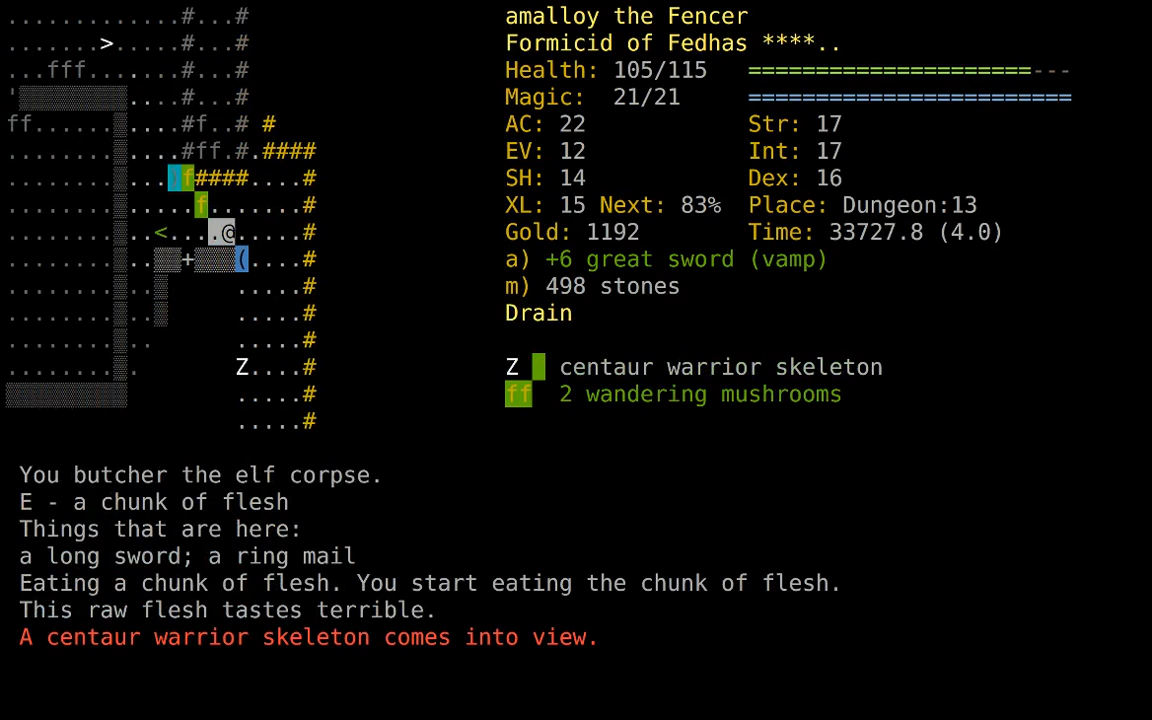 .............#...#
.......>.....#...#
...fff.......#...#
'▒▒▒▒▒▒▒▒....#...#
ff......▒....#f..# #
........▒....#ff.#.####
........▒...)f####....#
........▒.....f.......#
........▒..<....@.....#
........▒..▒▒+▒▒▒(....#
........▒..▒     .....#
........▒..▒     .....#
........▒..      .....#
........▒.       Z....#
▒▒▒▒▒▒▒▒▒        .....#
.....#
amalloy the Fencer
Formicid of Fedhas ****..
Health: 105/115 =====================---
Magic: 21/21 ========================
AC: 22 Str: 17
EV: 12 Int: 17
SH: 14 Dex: 16
XL: 15 Next: 83% Place: Dungeon:13
Gold: 1192 Time: 33727.8 (4.0)
a) +6 great sword (vamp)
m) 498 stones
Drain
Z centaur warrior skeleton
ff 2 wandering mushrooms
You butcher the elf corpse.
E - a chunk of flesh
Things that are here:
a long sword; a ring mail
Eating a chunk of flesh. You start eating the chunk of flesh.
This raw flesh tastes terrible.
A centaur warrior skeleton comes into view.